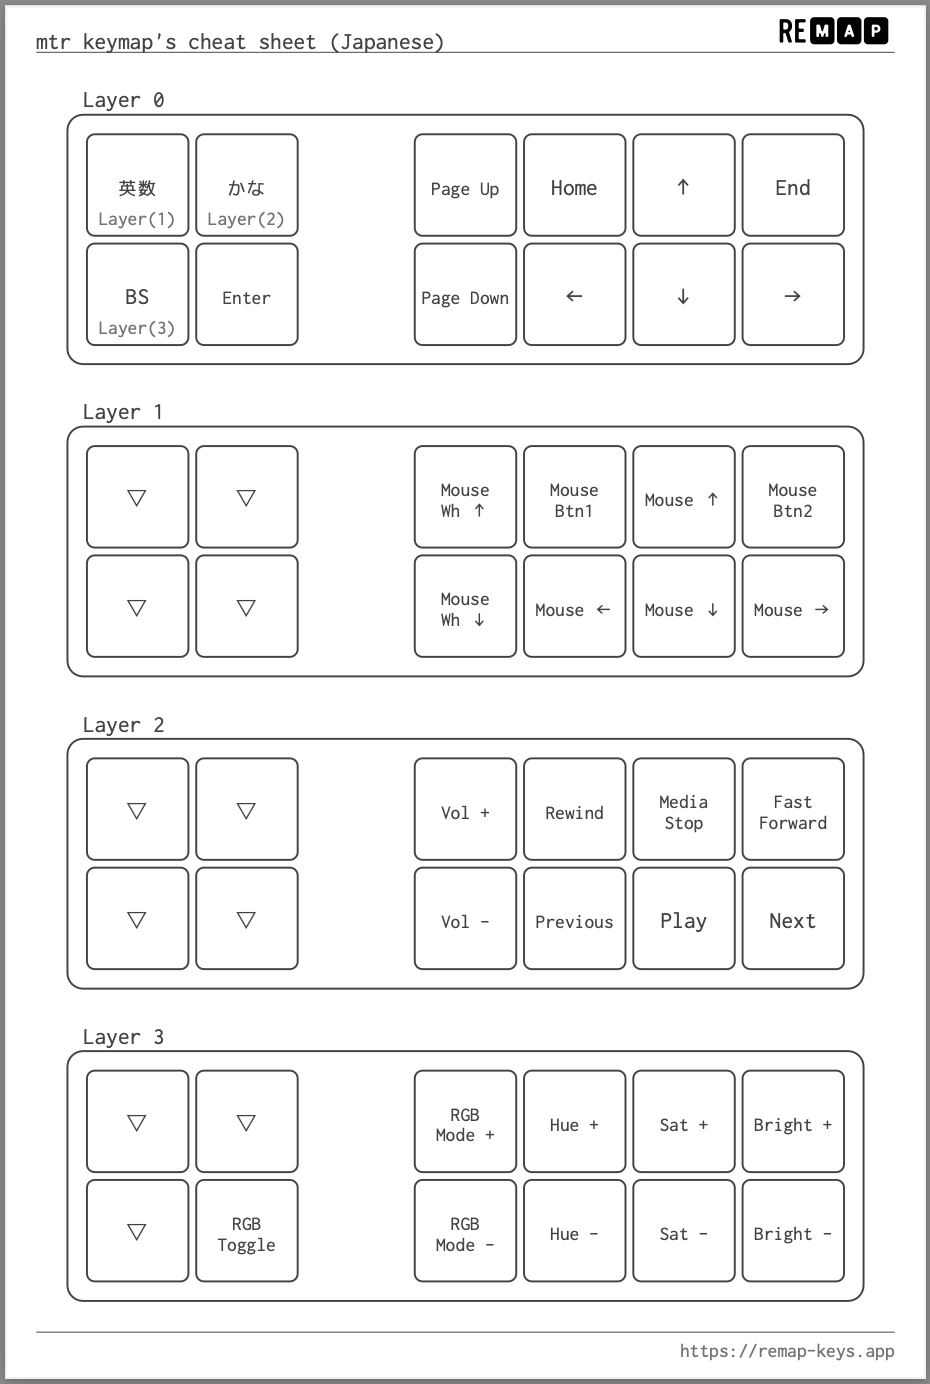 mtr keymap's cheat sheet (Japanese)
REMAP
Layer 0
英数
Layer(1)
かな
Layer(2)
Page Up
Home
↑
End
BS
Layer(3)
Enter
Page Down
←
↓
→
Layer 1
▽
▽
Mouse
Wh ↑
Mouse
Btn1
Mouse ↑
Mouse
Btn2
▽
▽
Mouse
Wh ↓
Mouse ←
Mouse ↓
Mouse →
Layer 2
▽
▽
Vol +
Rewind
Media
Stop
Fast
Forward
▽
▽
Vol -
Previous
Play
Next
Layer 3
▽
▽
RGB
Mode +
Hue +
Sat +
Bright +
▽
RGB
Toggle
RGB
Mode -
Hue -
Sat -
Bright -
https://remap-keys.app